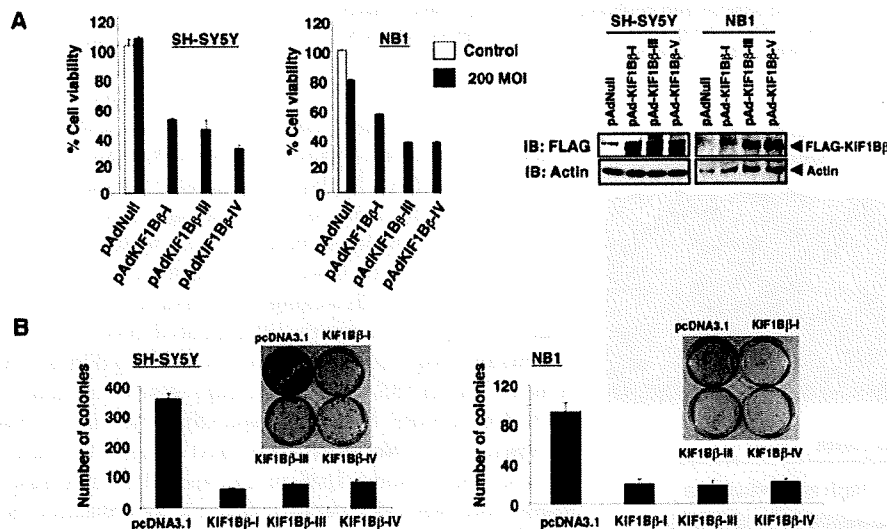 A
SH-SY5Y
% Cell viability
120
100
80
60
40
20
0
pAdNull
pAdKIF1Bβ-I
pAdKIF1Bβ-III
pAdKIF1Bβ-IV
NB1
% Cell viability
120
100
80
60
40
20
0
pAdNull
pAdKIF1Bβ-I
pAdKIF1Bβ-III
pAdKIF1Bβ-IV
Control
200 MOI
SH-SY5Y
NB1
pAdNull
pAd-KIF1Bβ-I
pAd-KIF1Bβ-III
pAd-KIF1Bβ-V
pAdNull
pAd-KIF1Bβ-I
pAd-KIF1Bβ-III
pAd-KIF1Bβ-V
IB: FLAG
FLAG-KIF1Bβ
IB: Actin
Actin
B
SH-SY5Y
Number of colonies
400
300
200
100
0
pcDNA3.1 KIF1Bβ-I
KIF1Bβ-III KIF1Bβ-IV
pcDNA3.1 KIF1Bβ-I KIF1Bβ-III KIF1Bβ-IV
NB1
Number of colonies
120
80
40
0
pcDNA3.1 KIF1Bβ-I
KIF1Bβ-III KIF1Bβ-IV
pcDNA3.1 KIF1Bβ-I KIF1Bβ-III KIF1Bβ-IV